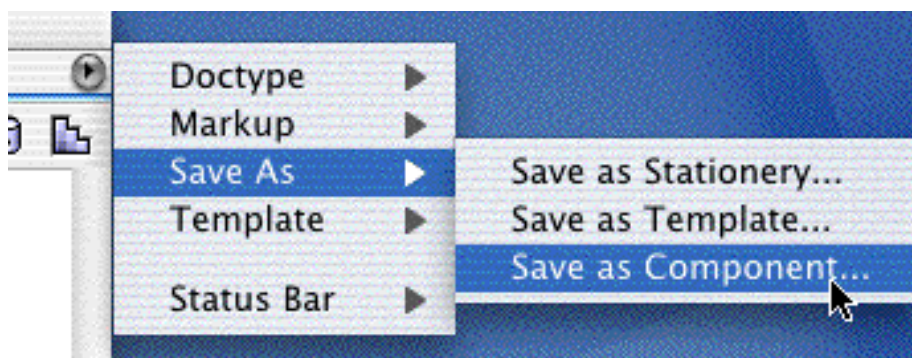 Doctype
Markup
Save As
Template
Status Bar
Save as Stationery...
Save as Template...
Save as Component...